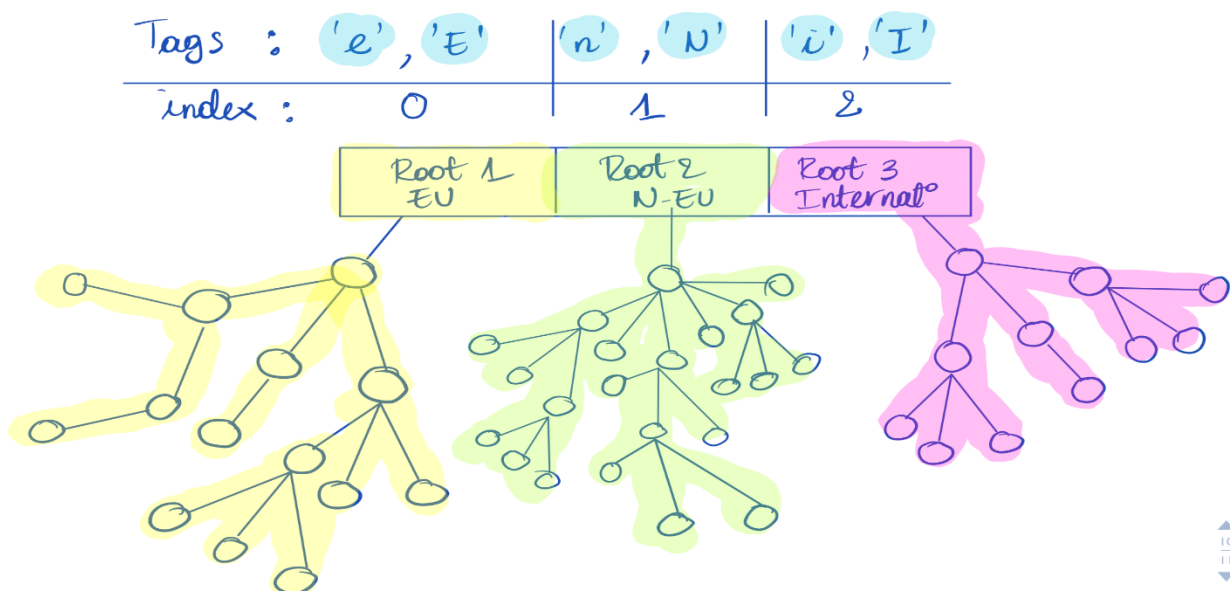 Tags : 'e' , 'E' 'n' , 'N' 'i' , 'I'
index : 0 1 2
Root 1 Root 2 Root 3
EU N-EU Internat°